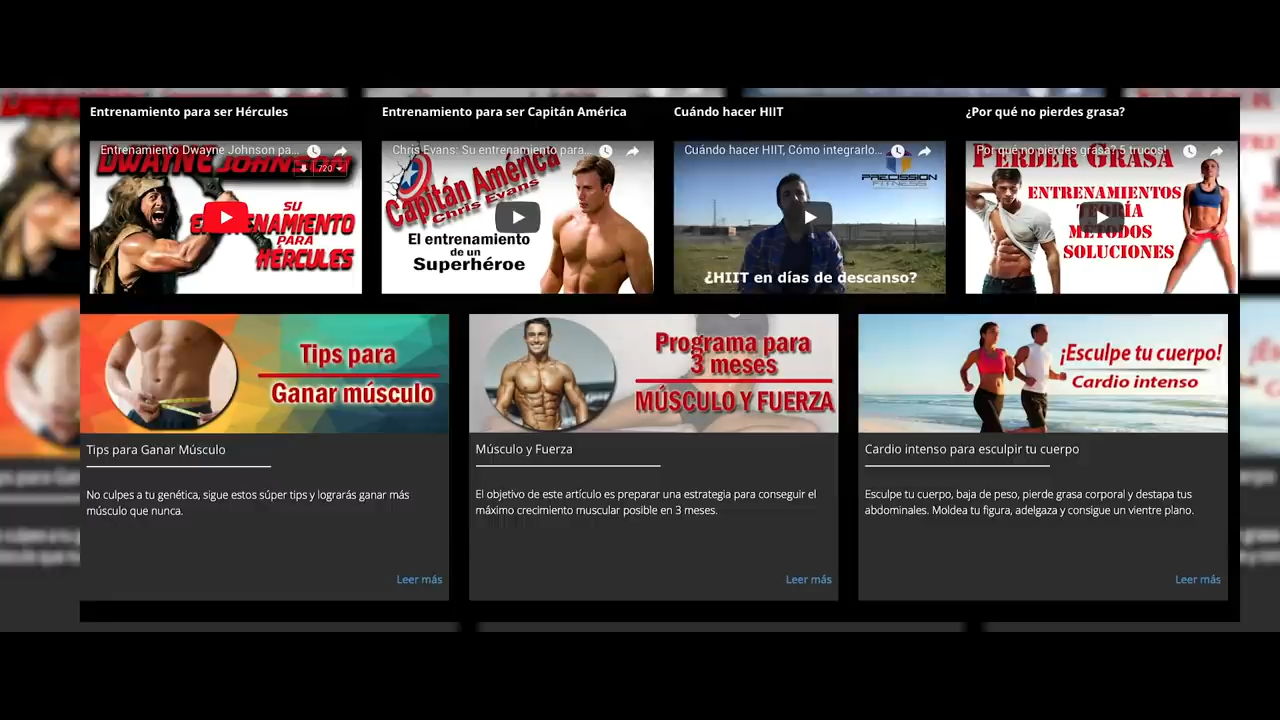 Entrenamiento para ser Hércules
Entrenamiento para ser Capitán América
Cuándo hacer HIIT
¿Por qué no pierdes grasa?
Entrenamiento Dwayne Johnson pa...
DWAYNE JOHNSON
720
SU
ENTRENAMIENTO
PARA
HÉRCULES
Chris Evans: Su entrenamiento para...
Capitán América
Chris Evans
El entrenamiento
de un
Superhéroe
Cuándo hacer HIIT, Cómo integrarlo...
PRECISSION
FITNESS
¿HIIT en días de descanso?
Por qué no pierdes grasa? 5 trucos!
PERDER GRASA
ENTRENAMIENTOS
TEORÍA
MÉTODOS
SOLUCIONES
Tips para
Ganar músculo
Tips para Ganar Músculo
No culpes a tu genética, sigue estos súper tips y lograrás ganar más
músculo que nunca.
Leer más
Programa para
3 meses
MÚSCULO Y FUERZA
Músculo y Fuerza
El objetivo de este artículo es preparar una estrategia para conseguir el
máximo crecimiento muscular posible en 3 meses.
Leer más
¡Esculpe tu cuerpo!
Cardio intenso
Cardio intenso para esculpir tu cuerpo
Esculpe tu cuerpo, baja de peso, pierde grasa corporal y destapa tus
abdominales. Moldea tu figura, adelgaza y consigue un vientre plano.
Leer más